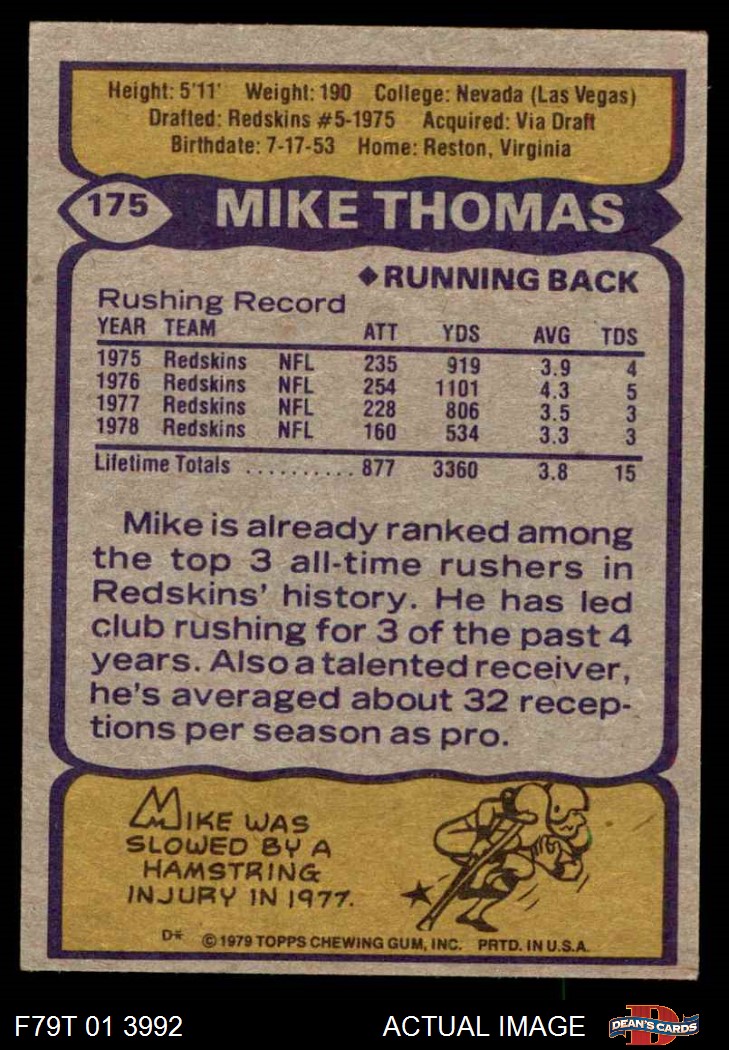 Height: 5'11' Weight: 190 College: Nevada (Las Vegas)
Drafted: Redskins #5-1975 Acquired: Via Draft
Birthdate: 7-17-53 Home: Reston, Virginia
175 MIKE THOMAS
◆RUNNING BACK
Rushing Record
YEAR TEAM ATT YDS AVG TDS
1975 Redskins NFL 235 919 3.9 4
1976 Redskins NFL 254 1101 4.3 5
1977 Redskins NFL 228 806 3.5 3
1978 Redskins NFL 160 534 3.3 3
Lifetime Totals .......... 877 3360 3.8 15
Mike is already ranked among
the top 3 all-time rushers in
Redskins' history. He has led
club rushing for 3 of the past 4
years. Also a talented receiver,
he's averaged about 32 recep-
tions per season as pro.
MIKE WAS
SLOWED BY A
HAMSTRING
INJURY IN 1977.
D* © 1979 TOPPS CHEWING GUM, INC. PRTD. IN U.S.A.
F79T 01 3992 ACTUAL IMAGE D DEAN'S CARDS